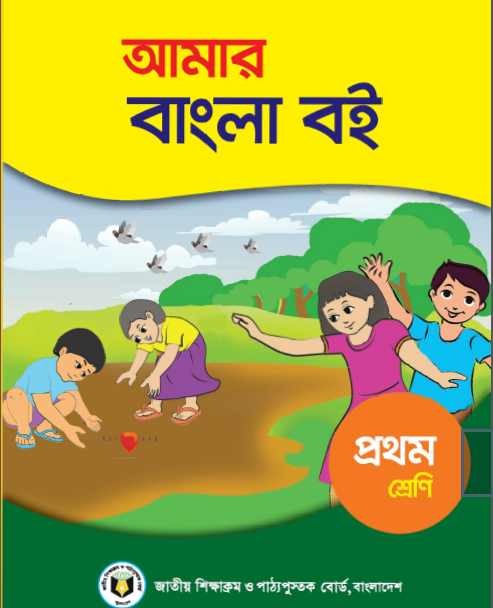 আমার
বাংলা বই
প্রথম
শ্রেণি
জাতীয় শিক্ষাক্রম ও পাঠ্যপুস্তক বোর্ড, বাংলাদেশ